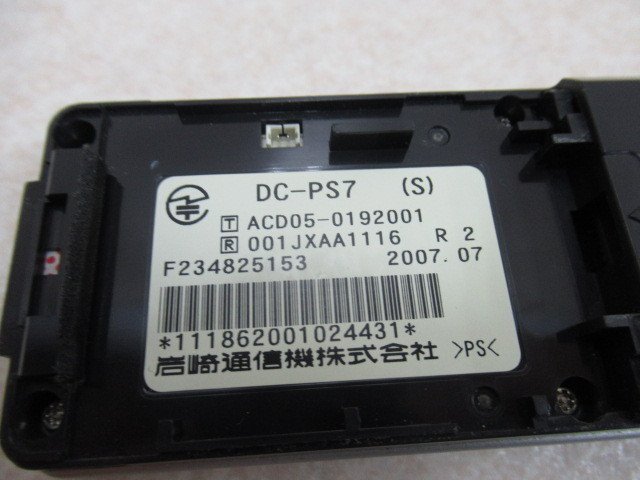 DC-PS7 (S)
T ACD05-0192001
R 001JXAA1116 R 2
F234825153 2007.07
*111862001024431*
岩崎通信機株式会社 >PS<